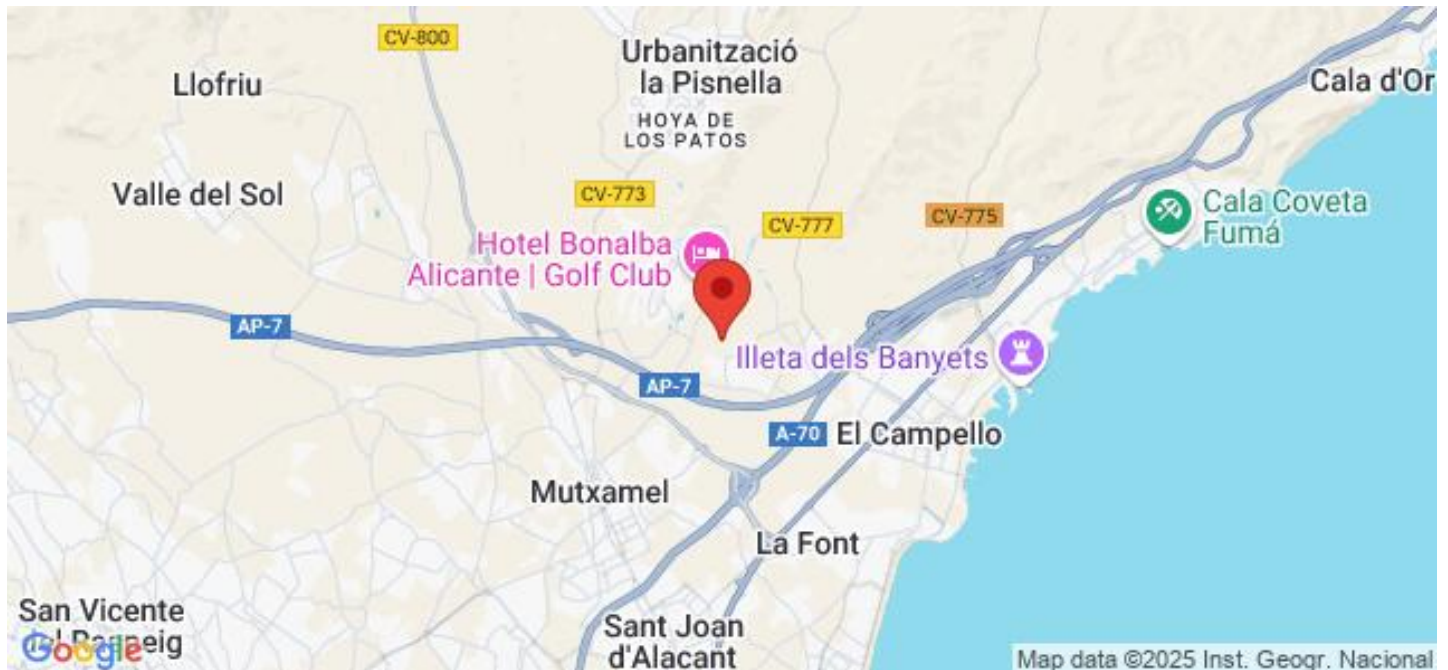 CV-800
Urbanització
la Pisnella
Llofriu
Cala d'Or
HOYA DE
LOS PATOS
Valle del Sol
CV-773
CV-777
CV-775
Cala Coveta
Fumá
Hotel Bonalba
Alicante | Golf Club
AP-7
Illeta dels Banyets
AP-7
A-70
El Campello
Mutxamel
La Font
San Vicente
del Raspeig
Google
Sant Joan
d'Alacant
Map data ©2025 Inst. Geogr. Nacional